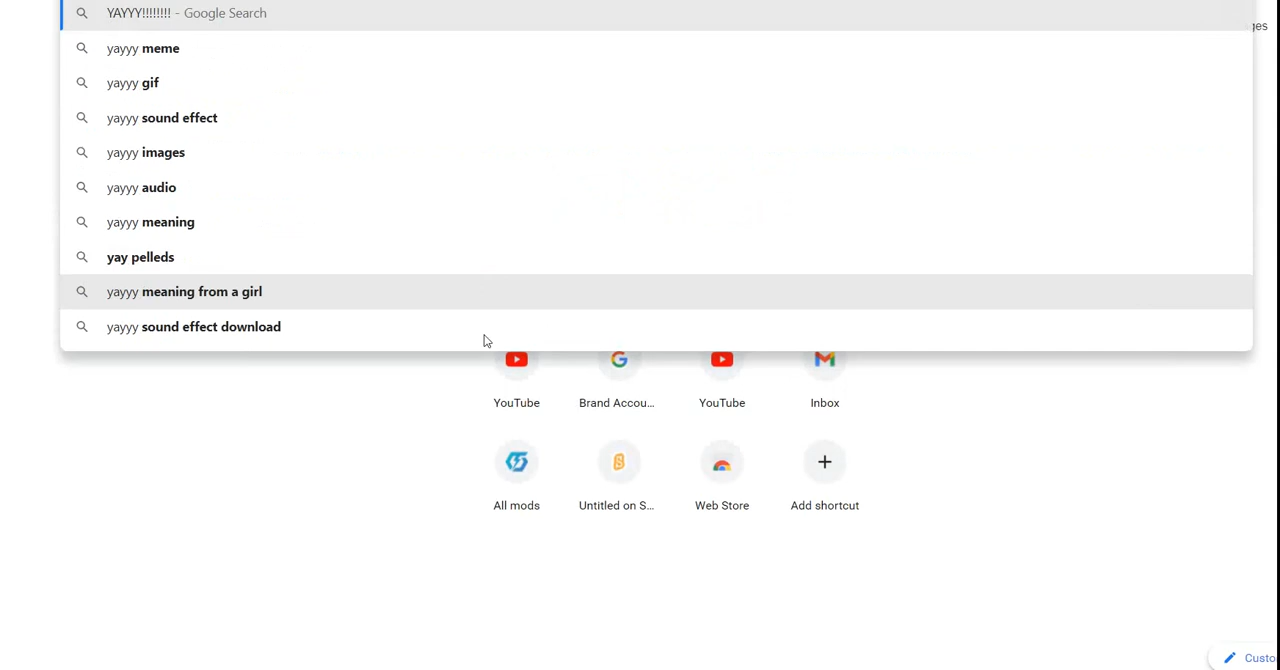 YAYYY!!!!!!!! - Google Search
ges
yayyy meme
yayyy gif
yayyy sound effect
yayyy images
yayyy audio
yayyy meaning
yay pelleds
yayyy meaning from a girl
yayyy sound effect download
YouTube
Brand Accou...
YouTube
Inbox
All mods
Untitled on S...
Web Store
Add shortcut
Custo